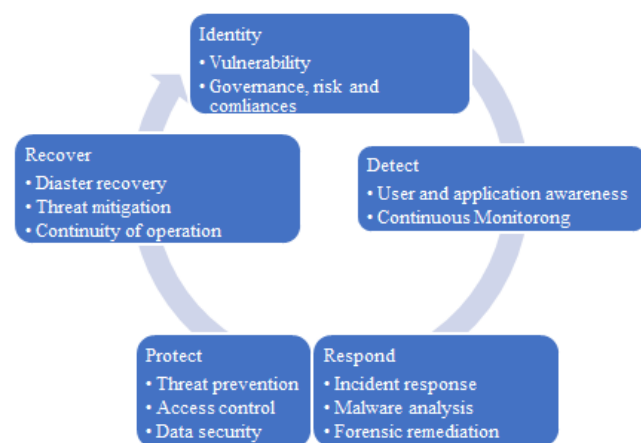 Identity
• Vulnerability
• Governance, risk and
comliances
Detect
• User and application awareness
• Continuous Monitorong
Respond
• Incident response
• Malware analysis
• Forensic remediation
Protect
• Threat prevention
• Access control
• Data security
Recover
• Diaster recovery
• Threat mitigation
• Continuity of operation